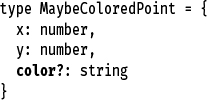 type MaybeColoredPoint = {
  x: number,
  y: number,
  color?: string
}